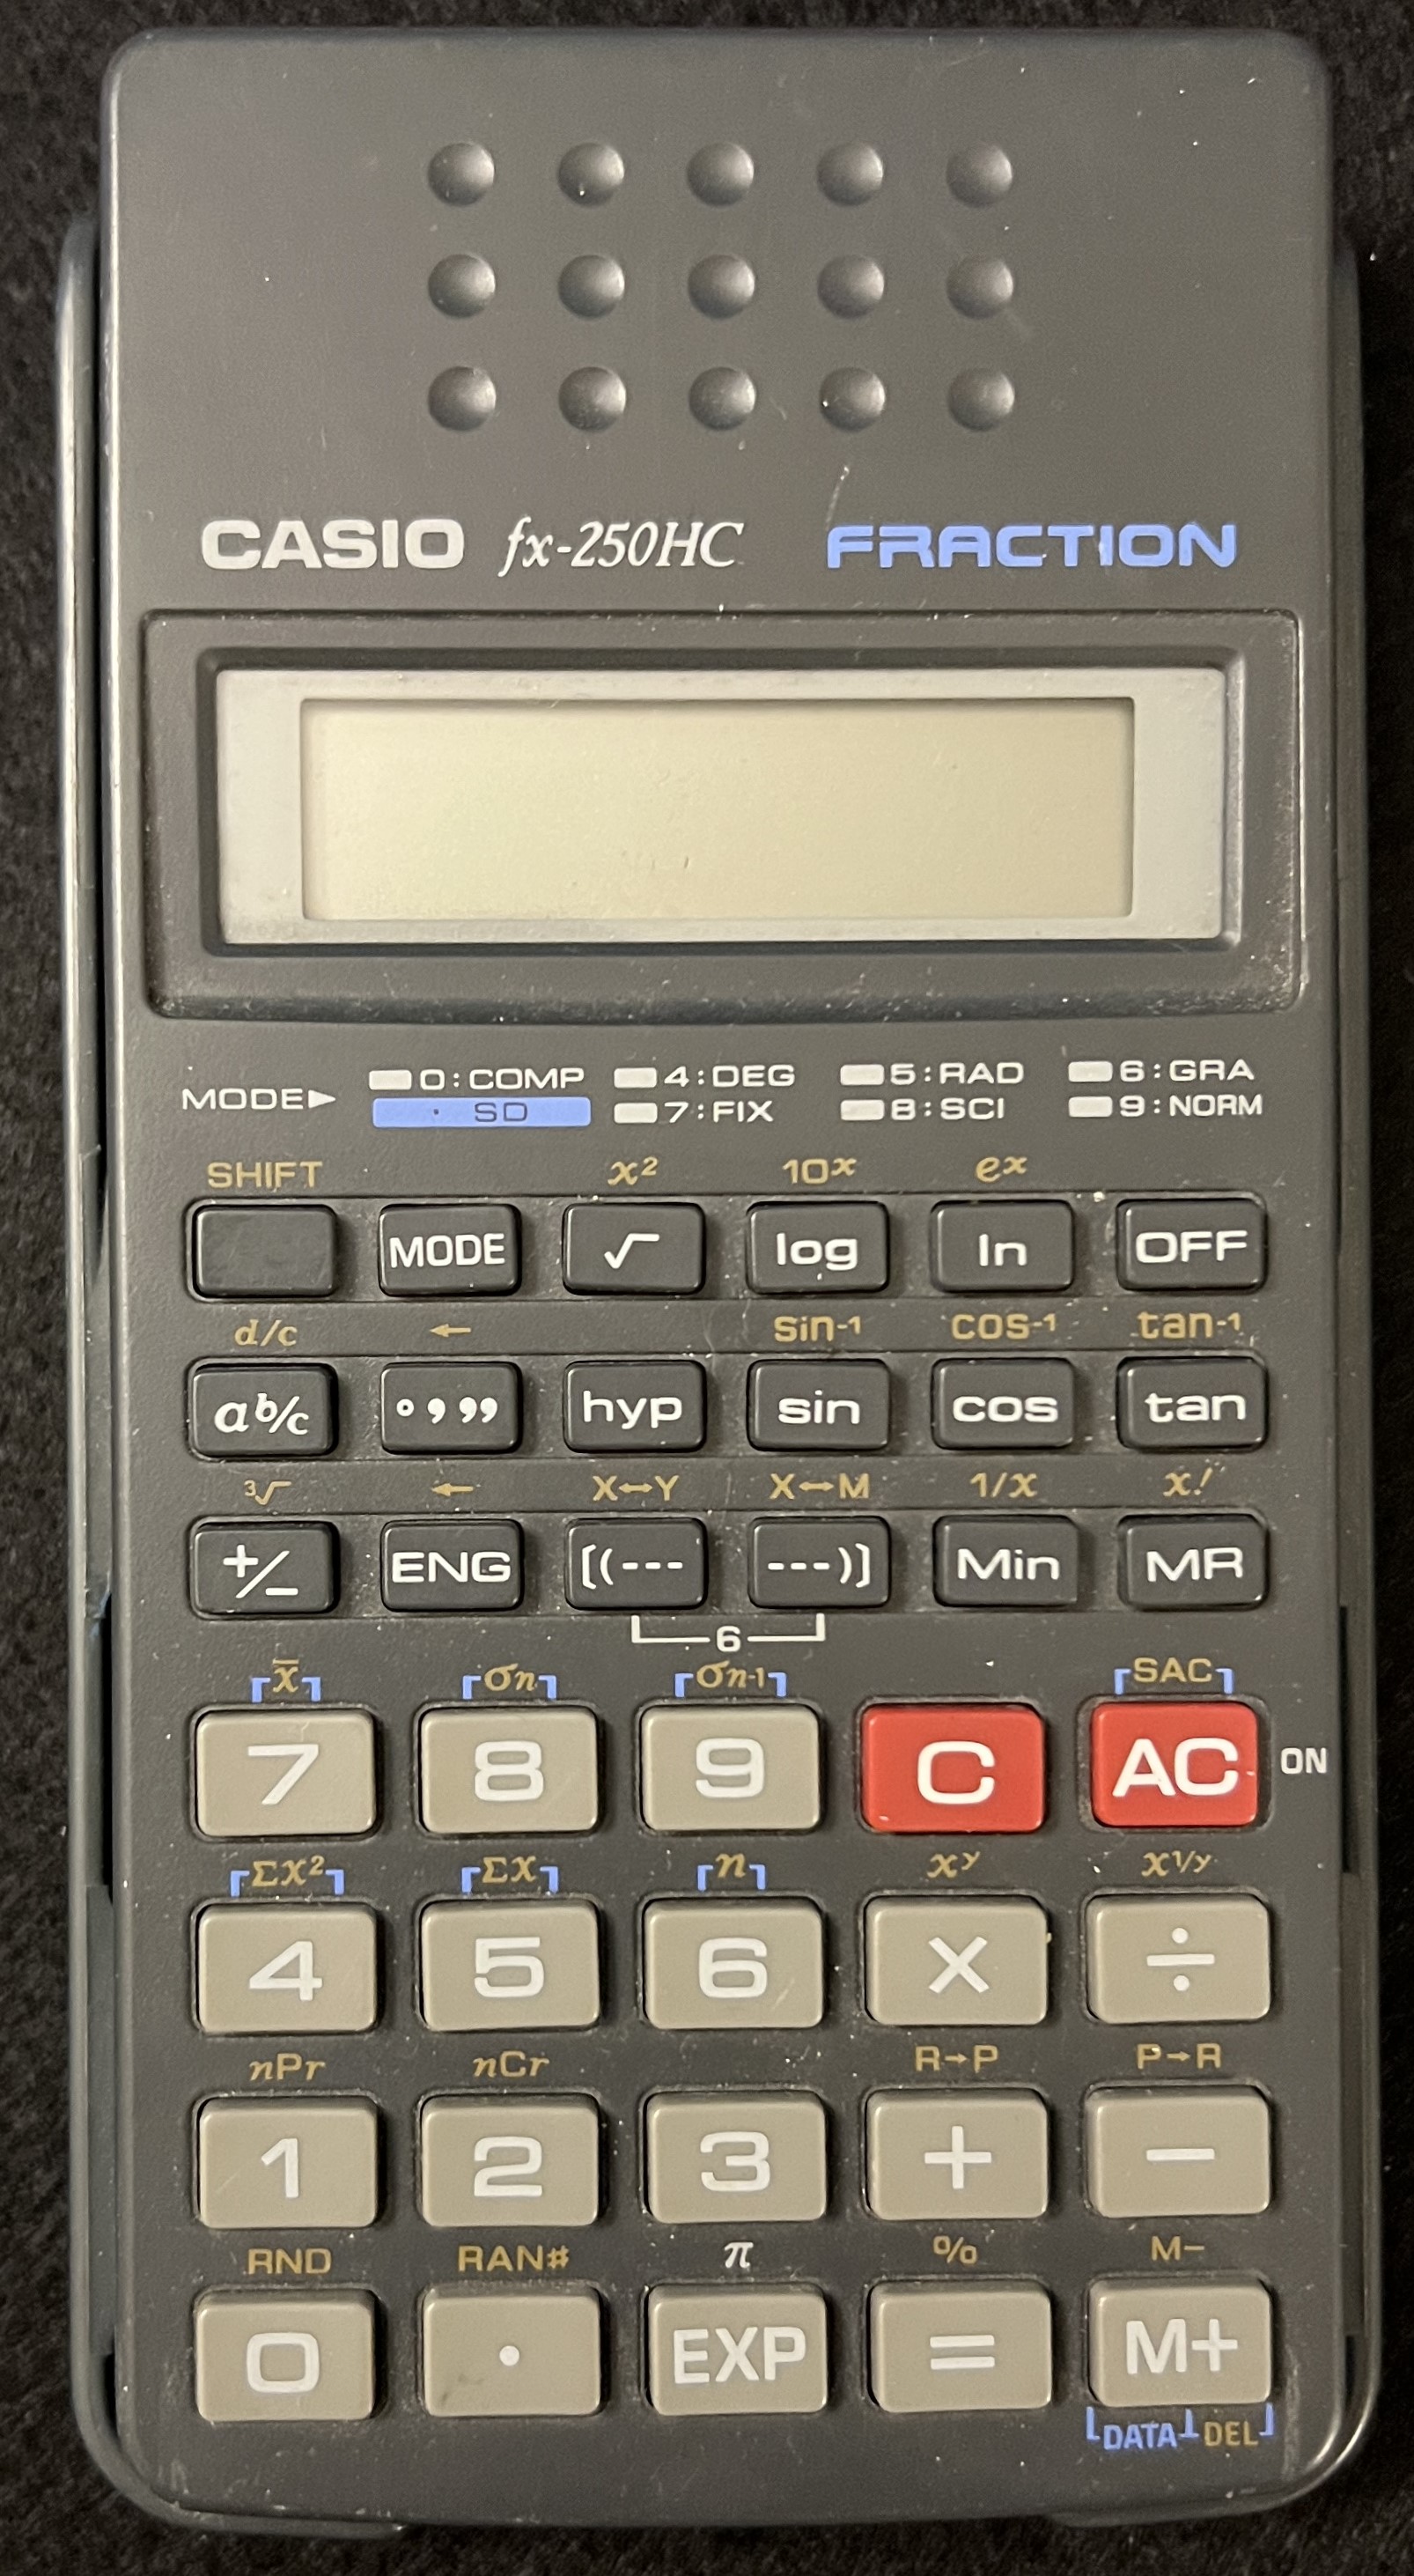 CASIO fx-250HC FRACTION
MODE► 0:COMP 4:DEG 5:RAD 6:GRA
· SD 7:FIX 8:SCI 9:NORM
SHIFT x² 10ˣ eˣ
MODE √ log ln OFF
d/c ← sin-1 cos-1 tan-1
a b/c ° , ,, hyp sin cos tan
³√ ← X↔Y X↔M 1/x x!
+/− ENG [(--- ---)] Min MR
6
x̄ σn σn-1 SAC
7 8 9 C AC ON
ΣX² ΣX n xʸ x1/y
4 5 6 × ÷
nPr nCr R→P P→R
1 2 3 + −
RND RAN# π % M−
0 · EXP = M+
DATA DEL